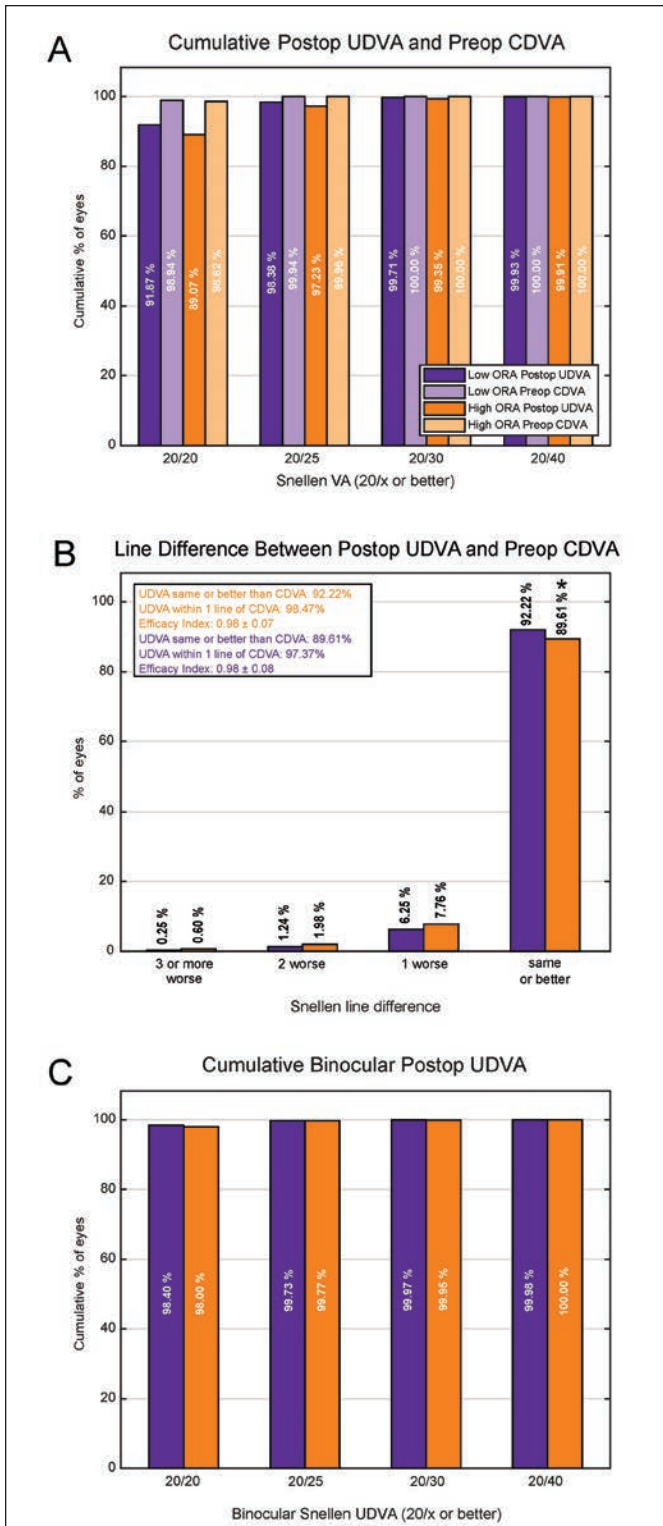 A
Cumulative Postop UDVA and Preop CDVA
100
80
60
40
20
0
Cumulative % of eyes
91.87 %
98.94 %
89.07 %
98.62 %
98.38 %
99.94 %
97.23 %
99.96 %
99.71 %
100.00 %
99.35 %
100.00 %
99.93 %
100.00 %
99.91 %
100.00 %
Low ORA Postop UDVA
Low ORA Preop CDVA
High ORA Postop UDVA
High ORA Preop CDVA
20/20
20/25
20/30
20/40
Snellen VA (20/x or better)
B
Line Difference Between Postop UDVA and Preop CDVA
UDVA same or better than CDVA: 92.22%
UDVA within 1 line of CDVA: 98.47%
Efficacy Index: 0.98 ± 0.07
UDVA same or better than CDVA: 89.61%
UDVA within 1 line of CDVA: 97.37%
Efficacy Index: 0.98 ± 0.08
100
80
60
40
20
0
% of eyes
0.25 %
0.60 %
1.24 %
1.98 %
6.25 %
7.76 %
92.22 %
89.61 % *
3 or more
worse
2 worse
1 worse
same
or better
Snellen line difference
C
Cumulative Binocular Postop UDVA
100
80
60
40
20
0
Cumulative % of eyes
98.40 %
98.00 %
99.73 %
99.77 %
99.97 %
99.95 %
99.98 %
100.00 %
20/20
20/25
20/30
20/40
Binocular Snellen UDVA (20/x or better)